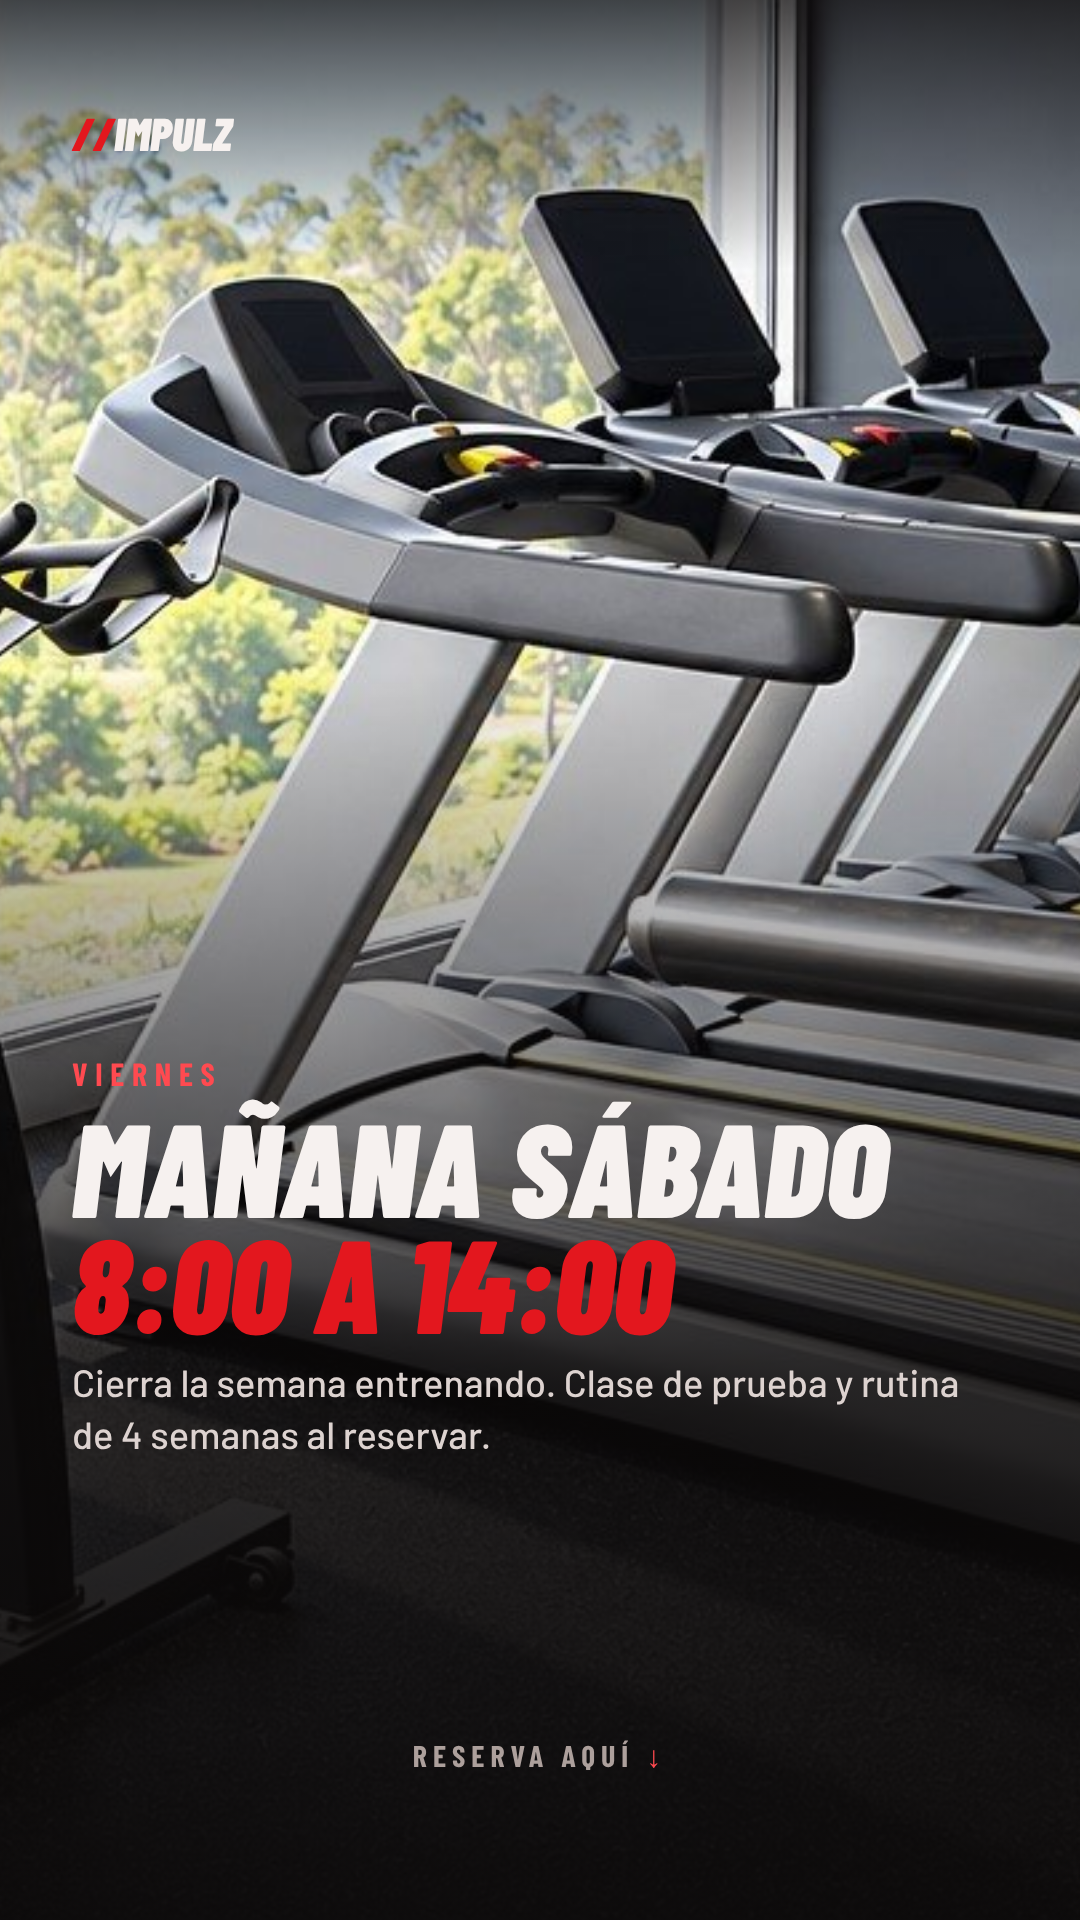 //IMPULZ
VIERNES
MAÑANA SÁBADO
8:00 A 14:00
Cierra la semana entrenando. Clase de prueba y rutina
de 4 semanas al reservar.
RESERVA AQUÍ ↓